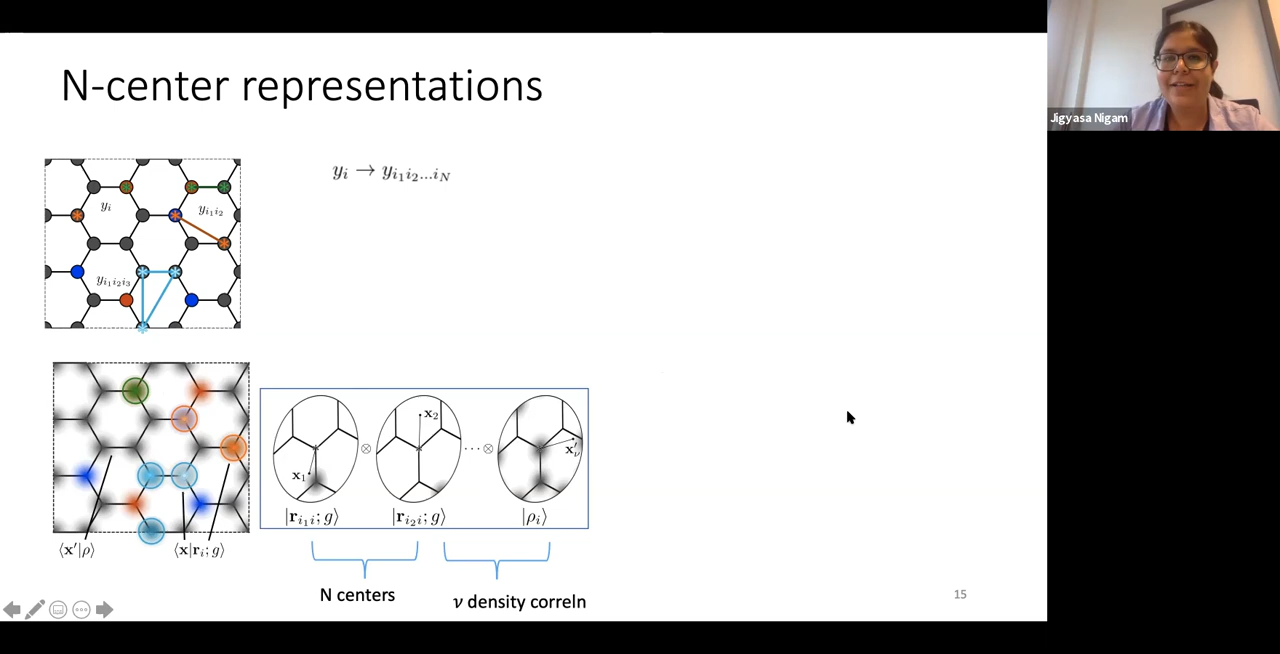 N-center representations
Jigyasa Nigam
y_i → y_{i_1 i_2 … i_N}
y_i
y_{i_1 i_2}
y_{i_1 i_2 i_3}
x_1
⊗
x_2
⋯ ⊗
x'_ν
|r_{i_1 i}; g⟩
|r_{i_2 i}; g⟩
|ρ_i⟩
⟨x'|ρ⟩
⟨x|r_i; g⟩
N centers
ν density correln
15